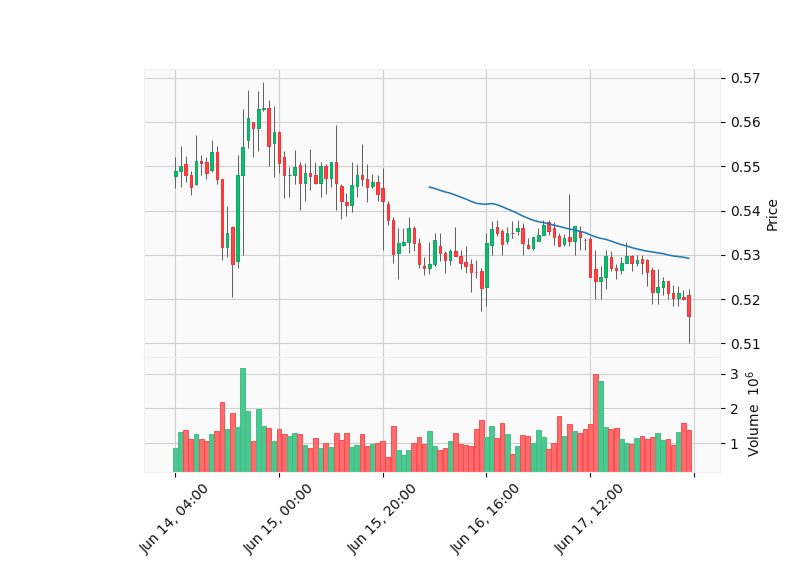 0.57
0.56
0.55
0.54
0.53
0.52
0.51
Price
3
2
1
Volume 10^6
Jun 14, 04:00
Jun 15, 00:00
Jun 15, 20:00
Jun 16, 16:00
Jun 17, 12:00